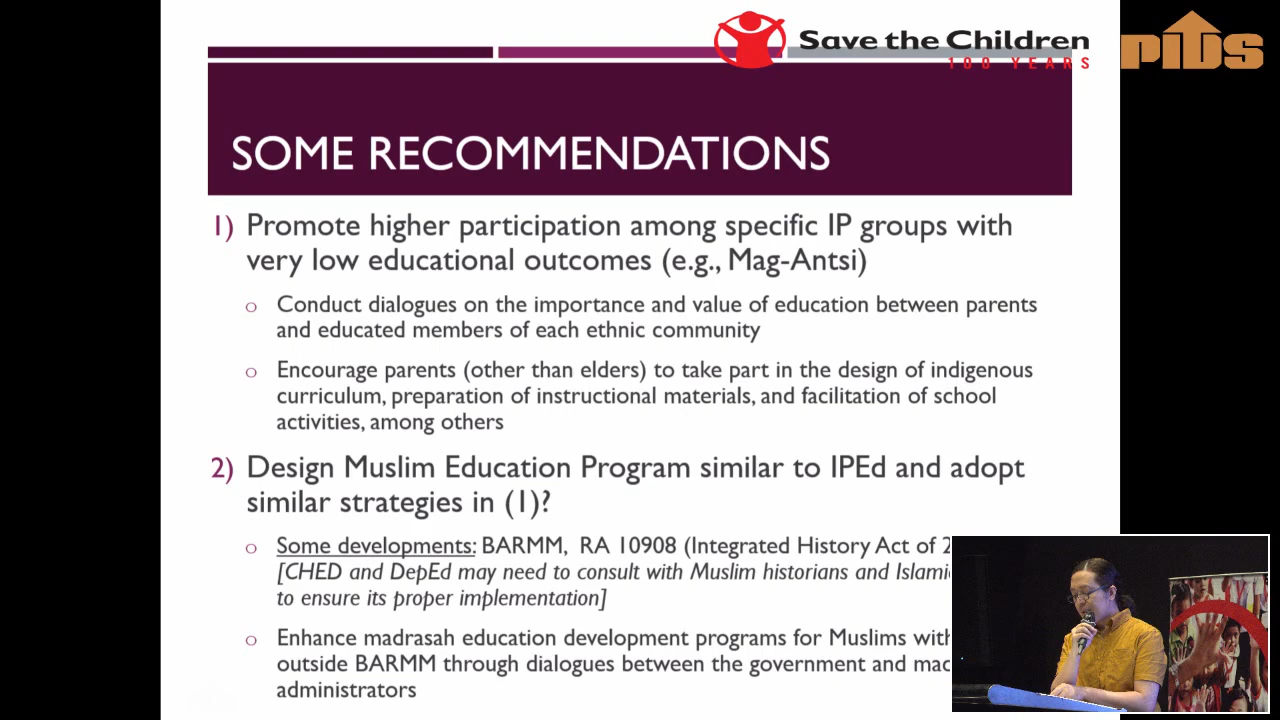 Save the Children
100 YEARS
PIDS
SOME RECOMMENDATIONS
1) Promote higher participation among specific IP groups with
very low educational outcomes (e.g., Mag-Antsi)
o Conduct dialogues on the importance and value of education between parents
and educated members of each ethnic community
o Encourage parents (other than elders) to take part in the design of indigenous
curriculum, preparation of instructional materials, and facilitation of school
activities, among others
2) Design Muslim Education Program similar to IPEd and adopt
similar strategies in (1)?
o Some developments: BARMM, RA 10908 (Integrated History Act of
[CHED and DepEd may need to consult with Muslim historians and
to ensure its proper implementation]
o Enhance madrasah education development programs for Muslims
outside BARMM through dialogues between the government and
administrators